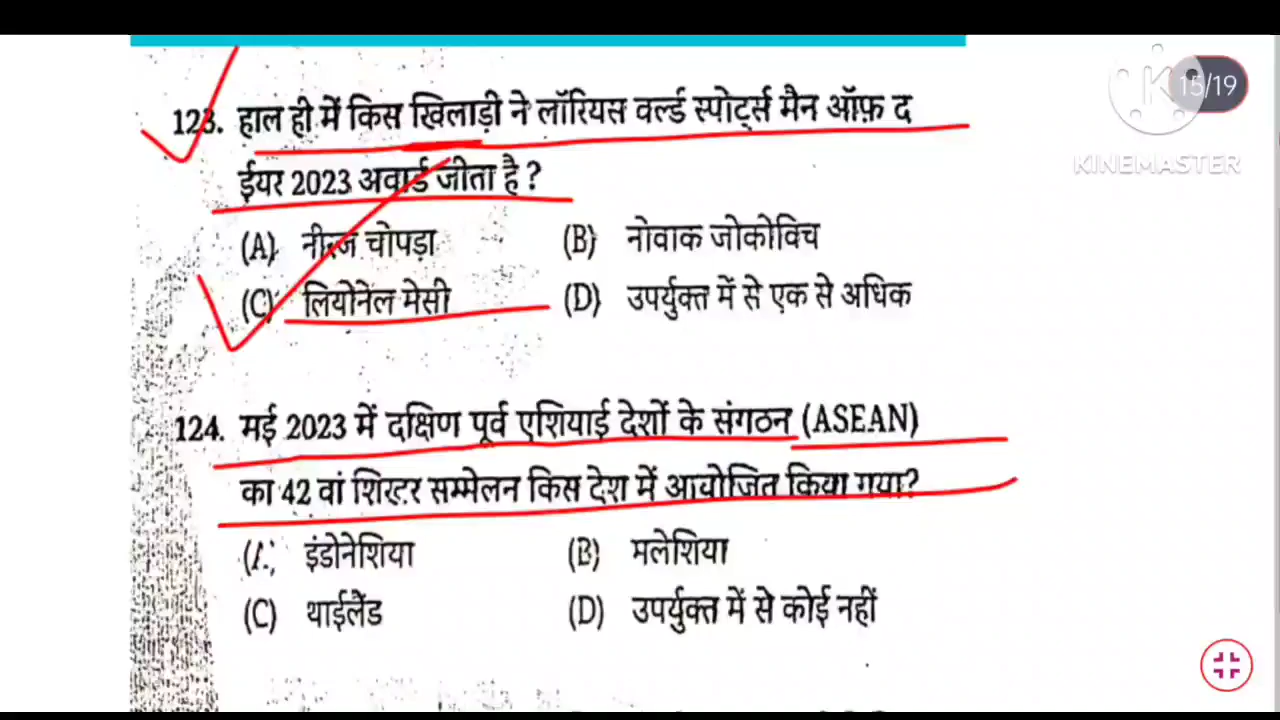 15/19
KINEMASTER
123. हाल ही में किस खिलाड़ी ने लॉरियस वर्ल्ड स्पोर्ट्स मैन ऑफ़ द
ईयर 2023 अवार्ड जीता है?
(A) नीरज चोपड़ा (B) नोवाक जोकोविच
(C) लियोनेल मेसी (D) उपर्युक्त में से एक से अधिक
124. मई 2023 में दक्षिण पूर्व एशियाई देशों के संगठन (ASEAN)
का 42 वां शिखर सम्मेलन किस देश में आयोजित किया गया?
(A) इंडोनेशिया (B) मलेशिया
(C) थाईलैंड (D) उपर्युक्त में से कोई नहीं